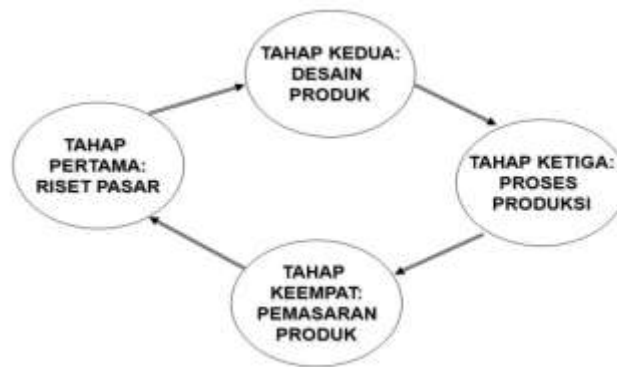 TAHAP KEDUA:
DESAIN
PRODUK
TAHAP
PERTAMA:
RISET PASAR
TAHAP KETIGA:
PROSES
PRODUKSI
TAHAP
KEEMPAT:
PEMASARAN
PRODUK